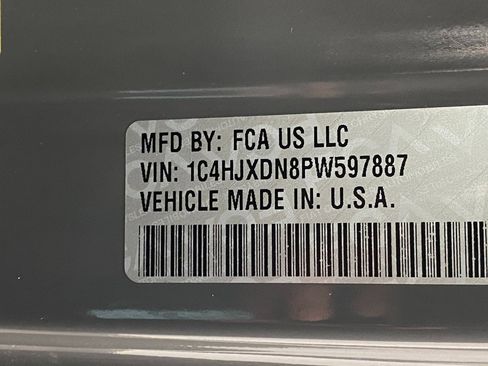 MFD BY: FCA US LLC
VIN: 1C4HJXDN8PW597887
VEHICLE MADE IN: U.S.A.